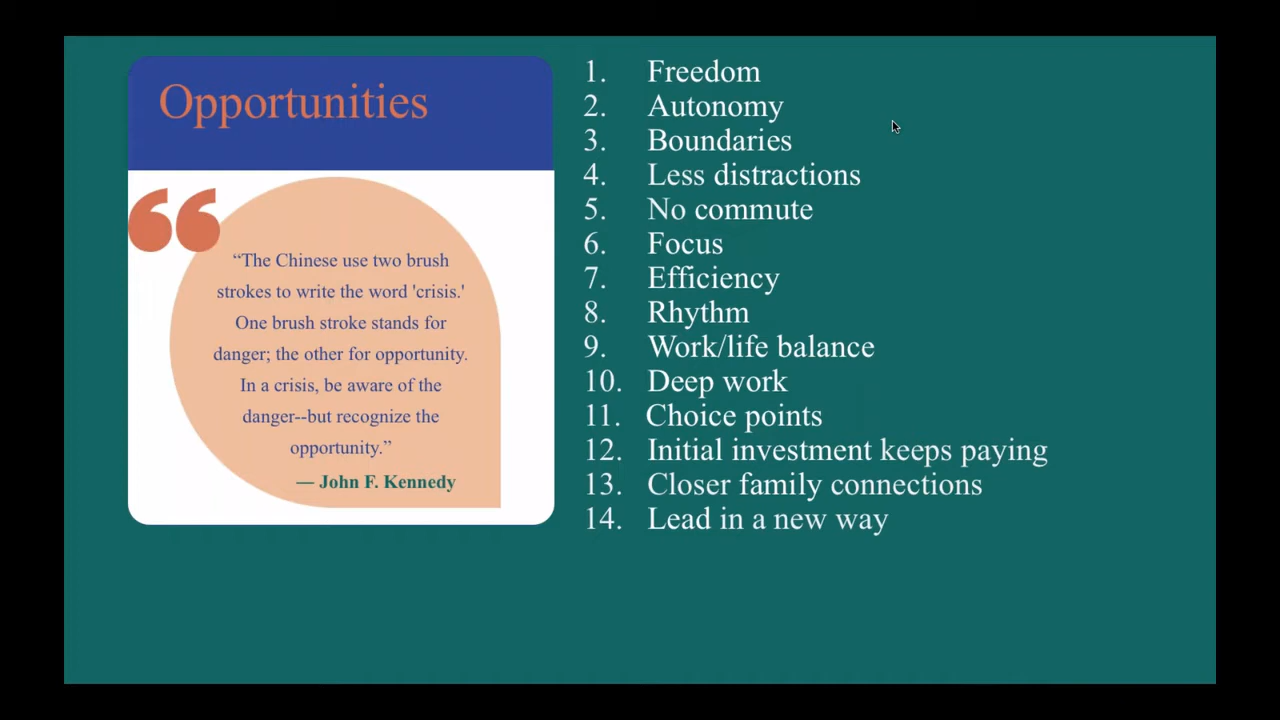 Opportunities
“The Chinese use two brush
strokes to write the word 'crisis.'
One brush stroke stands for
danger; the other for opportunity.
In a crisis, be aware of the
danger--but recognize the
opportunity.”
— John F. Kennedy
1. Freedom
2. Autonomy
3. Boundaries
4. Less distractions
5. No commute
6. Focus
7. Efficiency
8. Rhythm
9. Work/life balance
10. Deep work
11. Choice points
12. Initial investment keeps paying
13. Closer family connections
14. Lead in a new way